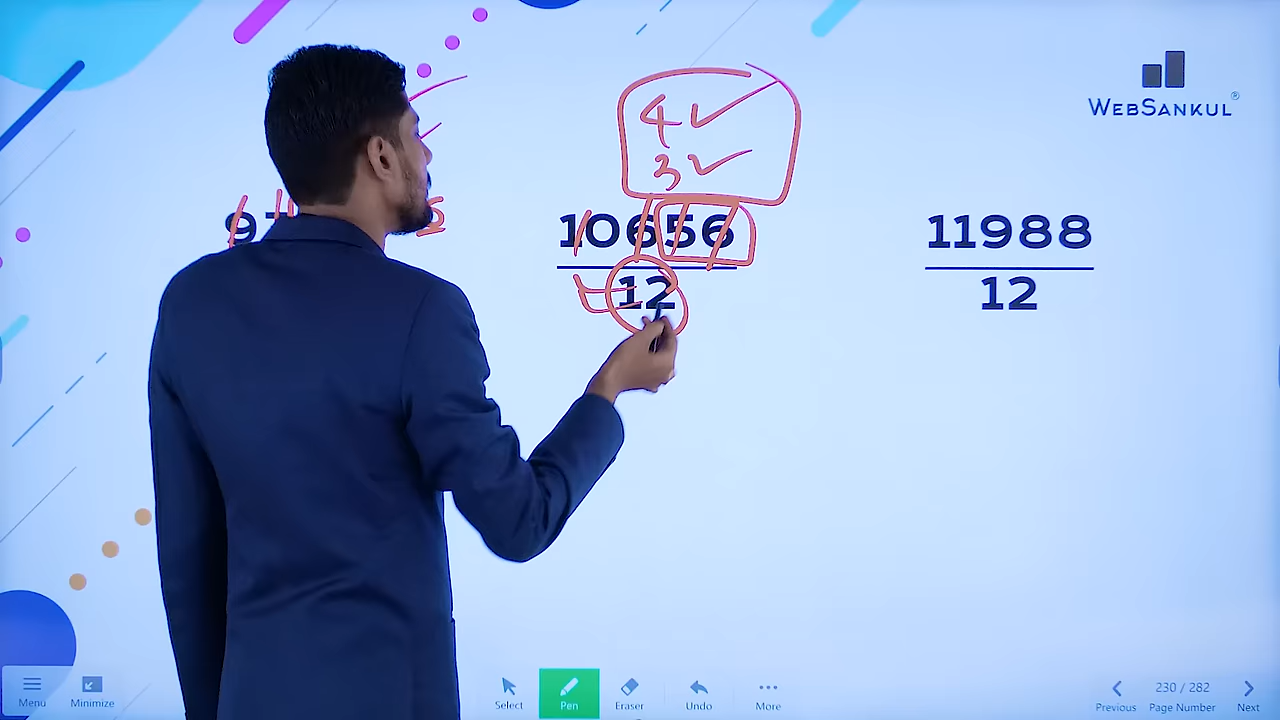 WEBSANKUL®
4 ✓
3 ✓
97
10656
12
11988
12
Menu
Minimize
Select
Pen
Eraser
Undo
More
Previous
230 / 282
Page Number
Next